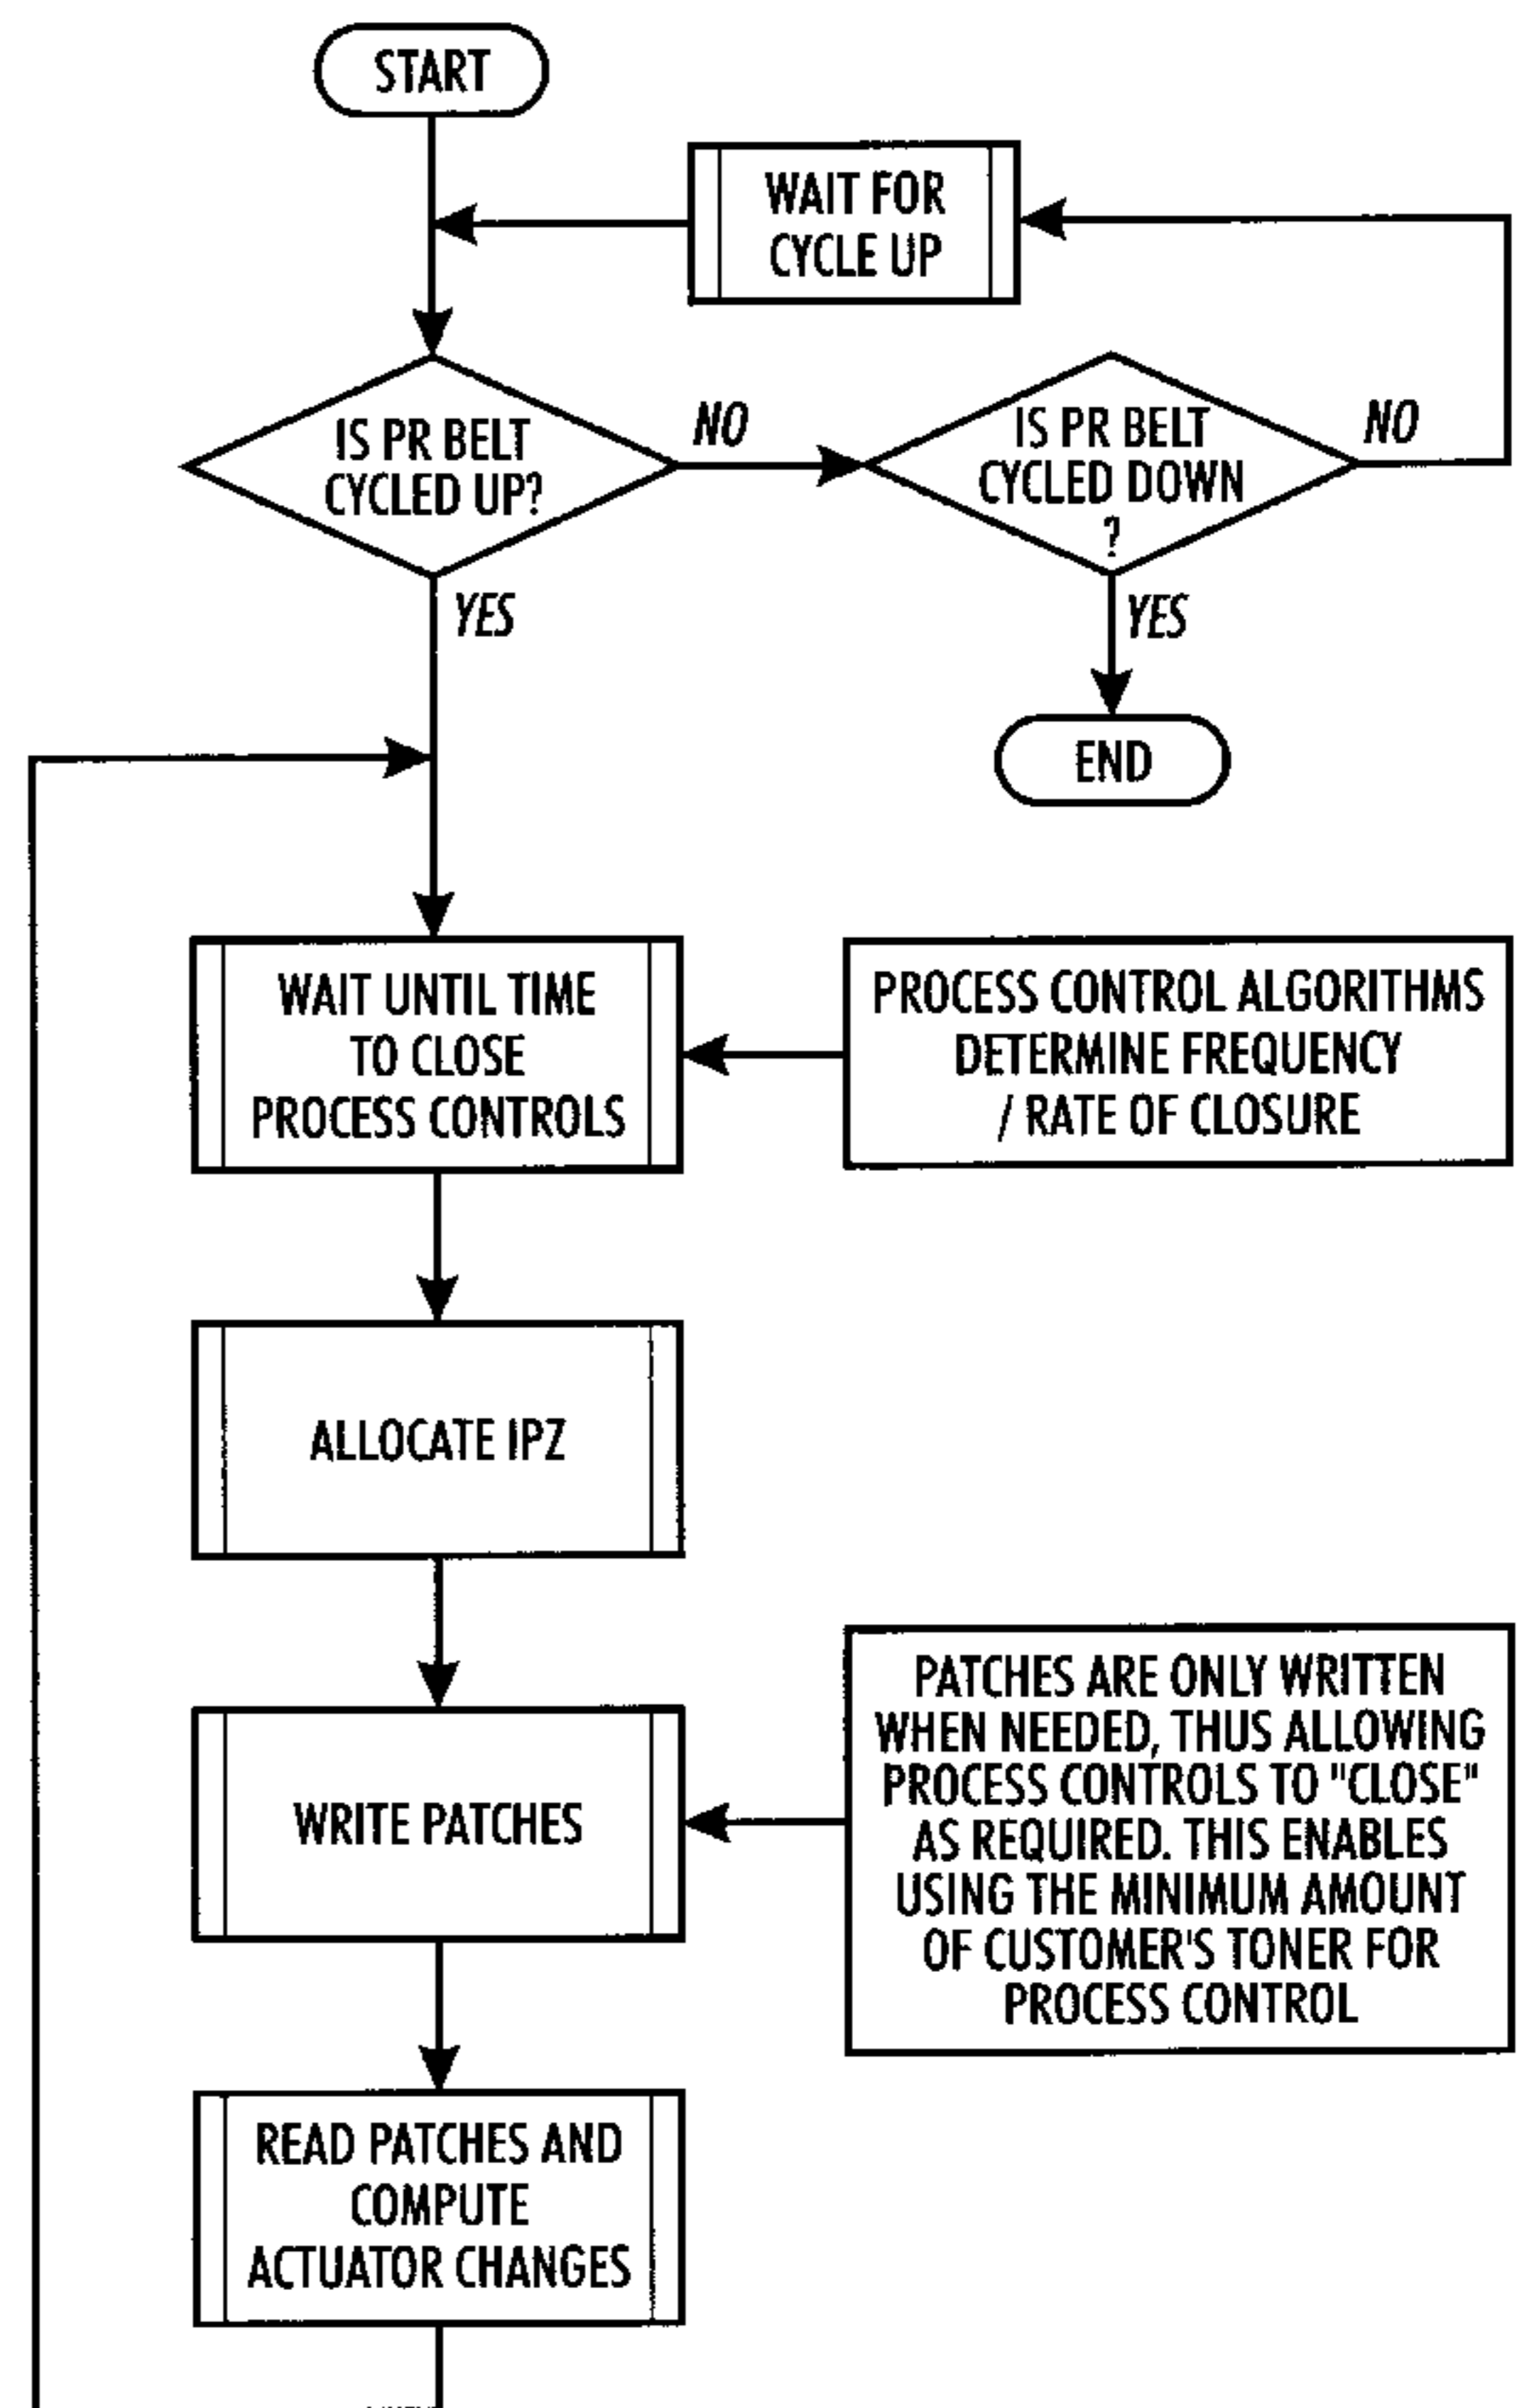 START
WAIT FOR
CYCLE UP
IS PR BELT
CYCLED UP?
NO
IS PR BELT
CYCLED DOWN
?
NO
YES
YES
END
WAIT UNTIL TIME
TO CLOSE
PROCESS CONTROLS
PROCESS CONTROL ALGORITHMS
DETERMINE FREQUENCY
/ RATE OF CLOSURE
ALLOCATE IPZ
WRITE PATCHES
PATCHES ARE ONLY WRITTEN
WHEN NEEDED, THUS ALLOWING
PROCESS CONTROLS TO "CLOSE"
AS REQUIRED. THIS ENABLES
USING THE MINIMUM AMOUNT
OF CUSTOMER'S TONER FOR
PROCESS CONTROL
READ PATCHES AND
COMPUTE
ACTUATOR CHANGES